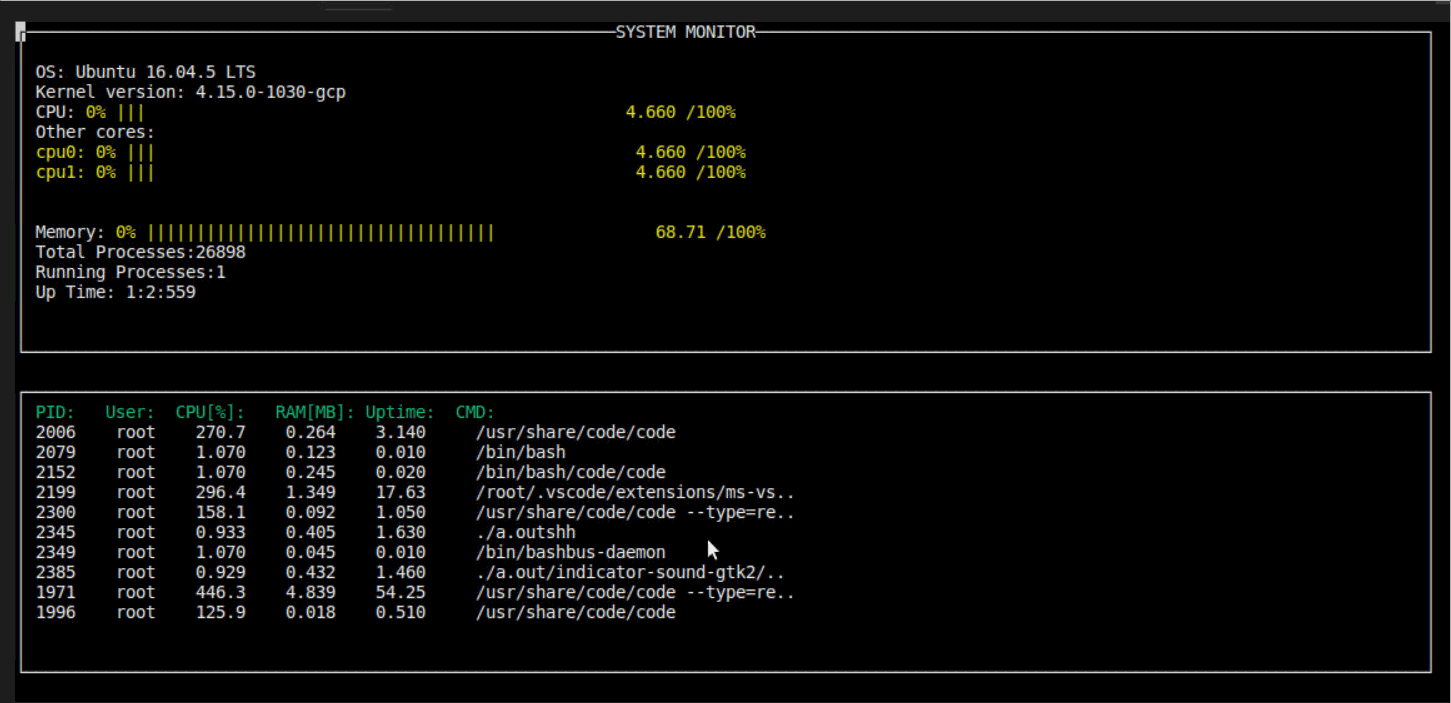 SYSTEM MONITOR
OS: Ubuntu 16.04.5 LTS
Kernel version: 4.15.0-1030-gcp
CPU: 0% ||| 4.660 /100%
Other cores:
cpu0: 0% ||| 4.660 /100%
cpu1: 0% ||| 4.660 /100%
Memory: 0% ||||||||||||||||||||||||||||||||||| 68.71 /100%
Total Processes:26898
Running Processes:1
Up Time: 1:2:559
PID: User: CPU[%]: RAM[MB]: Uptime: CMD:
2006 root 270.7 0.264 3.140 /usr/share/code/code
2079 root 1.070 0.123 0.010 /bin/bash
2152 root 1.070 0.245 0.020 /bin/bash/code/code
2199 root 296.4 1.349 17.63 /root/.vscode/extensions/ms-vs..
2300 root 158.1 0.092 1.050 /usr/share/code/code --type=re..
2345 root 0.933 0.405 1.630 ./a.outshh
2349 root 1.070 0.045 0.010 /bin/bashbus-daemon
2385 root 0.929 0.432 1.460 ./a.out/indicator-sound-gtk2/..
1971 root 446.3 4.839 54.25 /usr/share/code/code --type=re..
1996 root 125.9 0.018 0.510 /usr/share/code/code